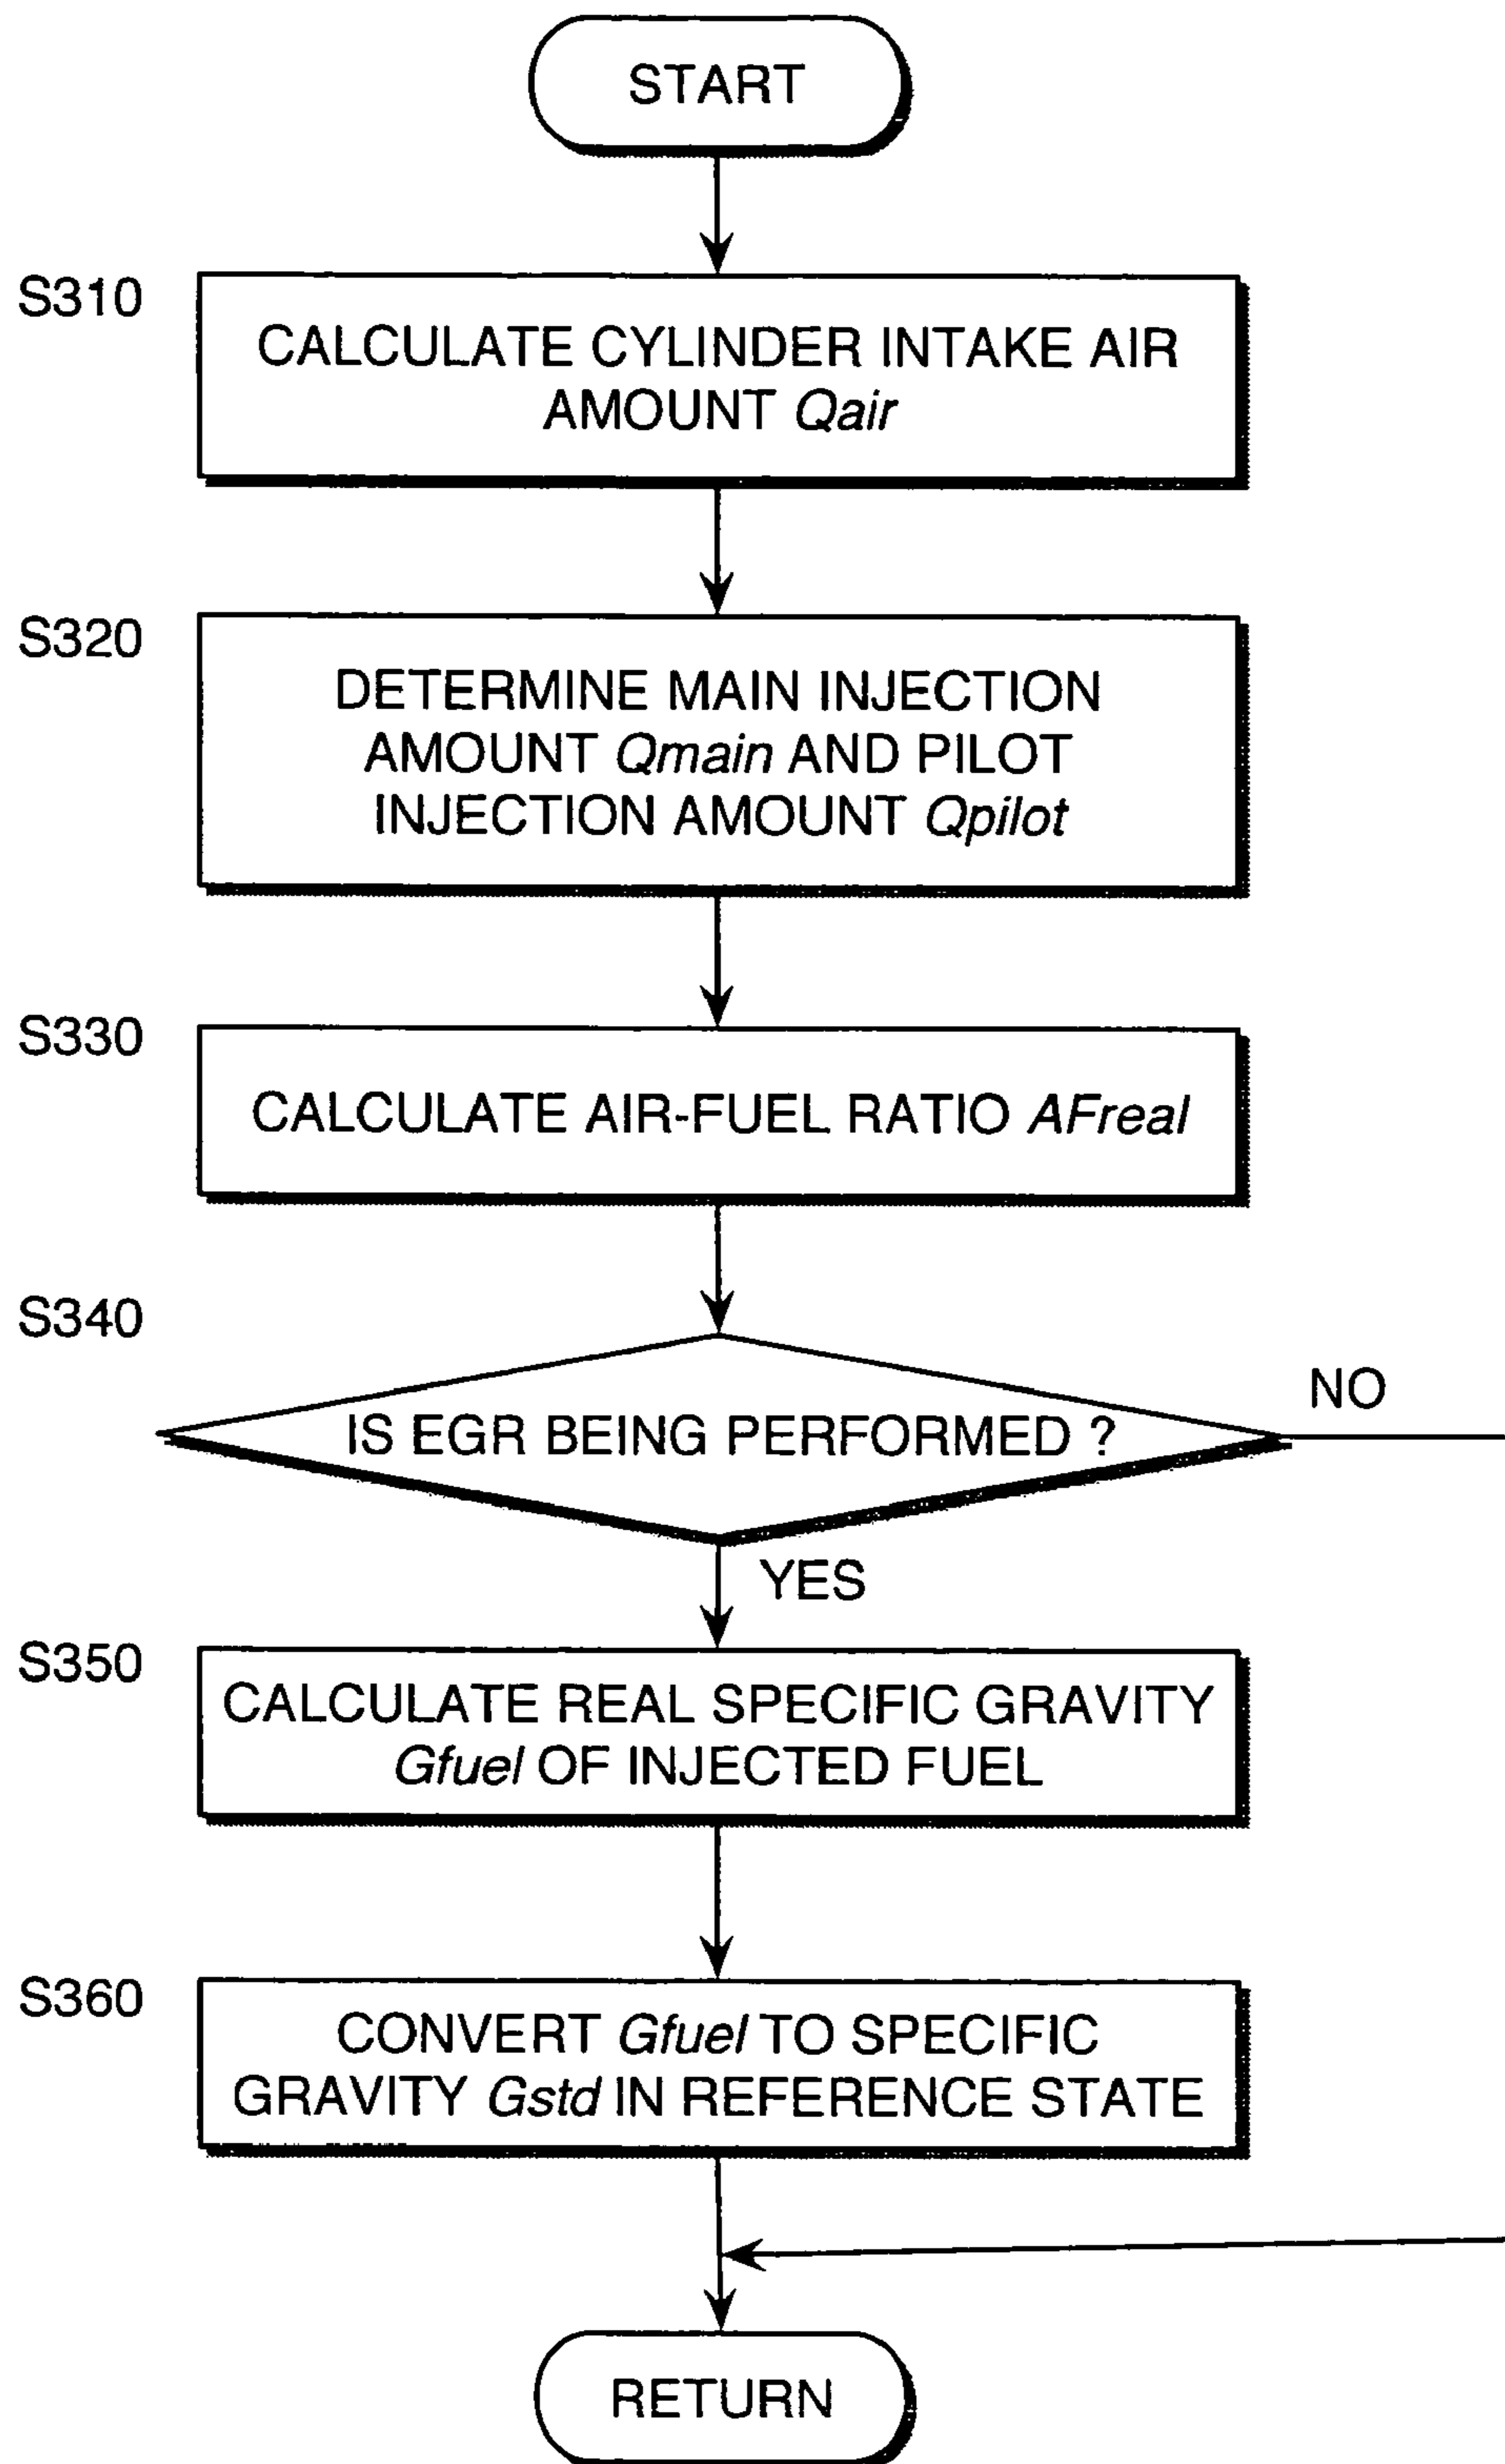 START
S310
CALCULATE CYLINDER INTAKE AIR
AMOUNT Qair
S320
DETERMINE MAIN INJECTION
AMOUNT Qmain AND PILOT
INJECTION AMOUNT Qpilot
S330
CALCULATE AIR-FUEL RATIO AFreal
S340
IS EGR BEING PERFORMED ?
NO
YES
S350
CALCULATE REAL SPECIFIC GRAVITY
Gfuel OF INJECTED FUEL
S360
CONVERT Gfuel TO SPECIFIC
GRAVITY Gstd IN REFERENCE STATE
RETURN